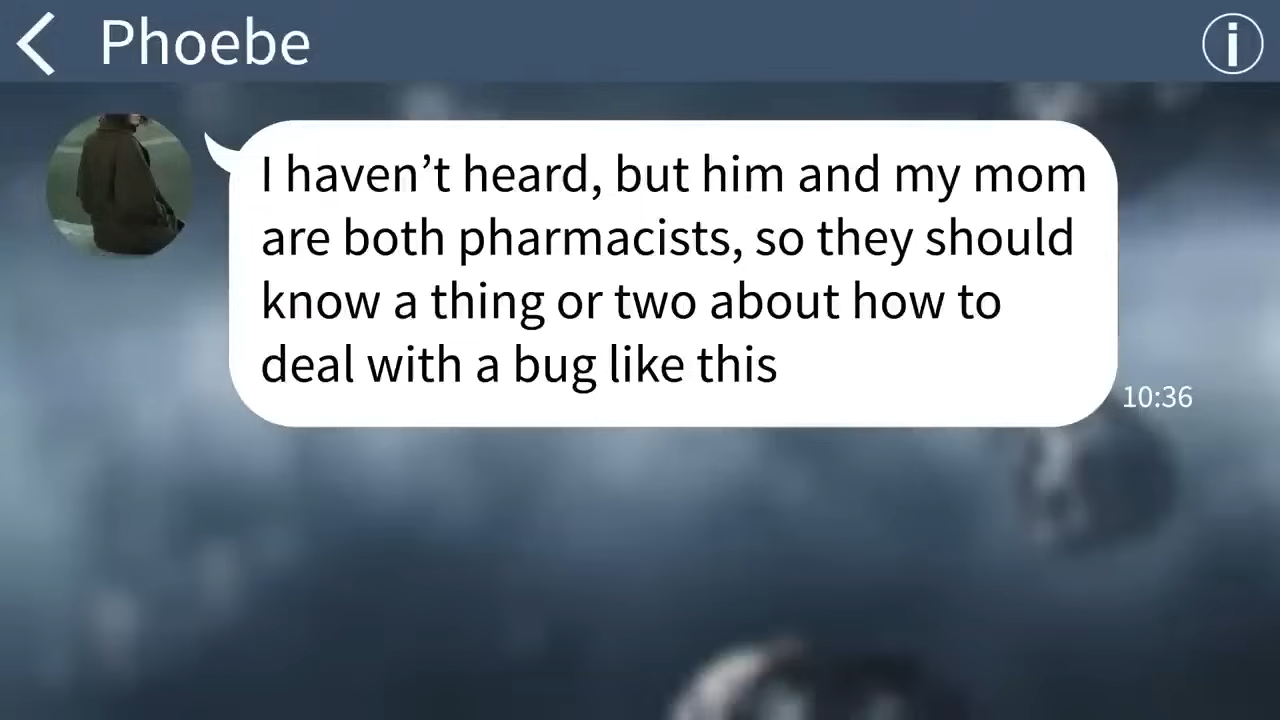 Phoebe
I haven’t heard, but him and my mom
are both pharmacists, so they should
know a thing or two about how to
deal with a bug like this
10:36